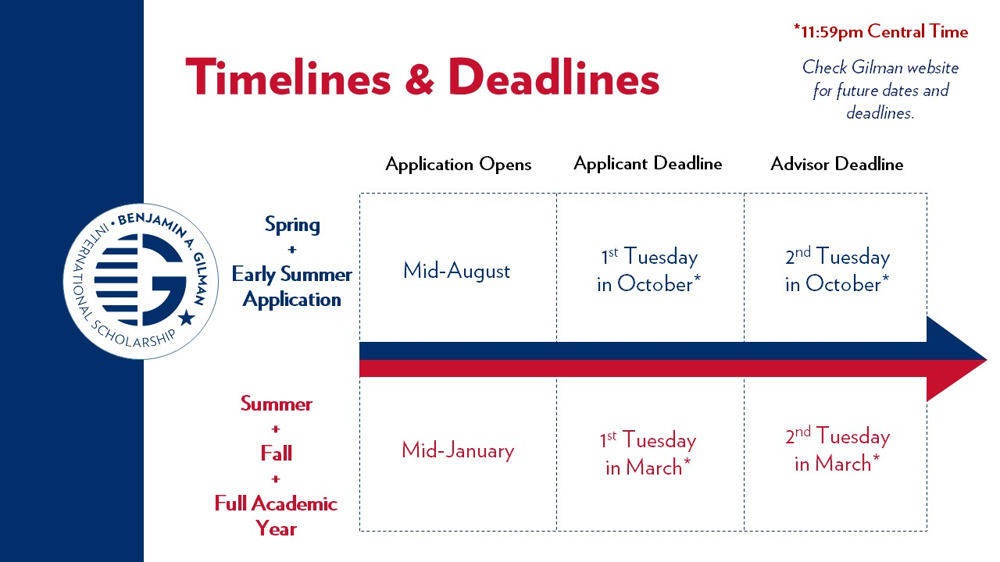 *11:59pm Central Time
Timelines & Deadlines
Check Gilman website
for future dates and
deadlines.
Application Opens
Applicant Deadline
Advisor Deadline
Spring
+
Early Summer
Application
Mid-August
1st Tuesday
in October*
2nd Tuesday
in October*
• BENJAMIN A. GILMAN
INTERNATIONAL SCHOLARSHIP
G
Summer
+
Fall
+
Full Academic
Year
Mid-January
1st Tuesday
in March*
2nd Tuesday
in March*